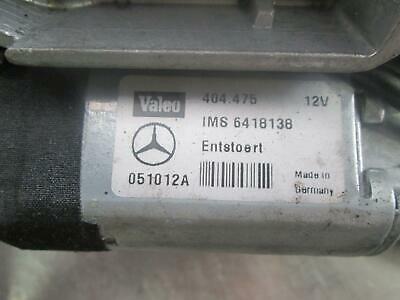 Valeo 404.475 12V
IMS 6418138
Entstoert
051012A Made in
Germany